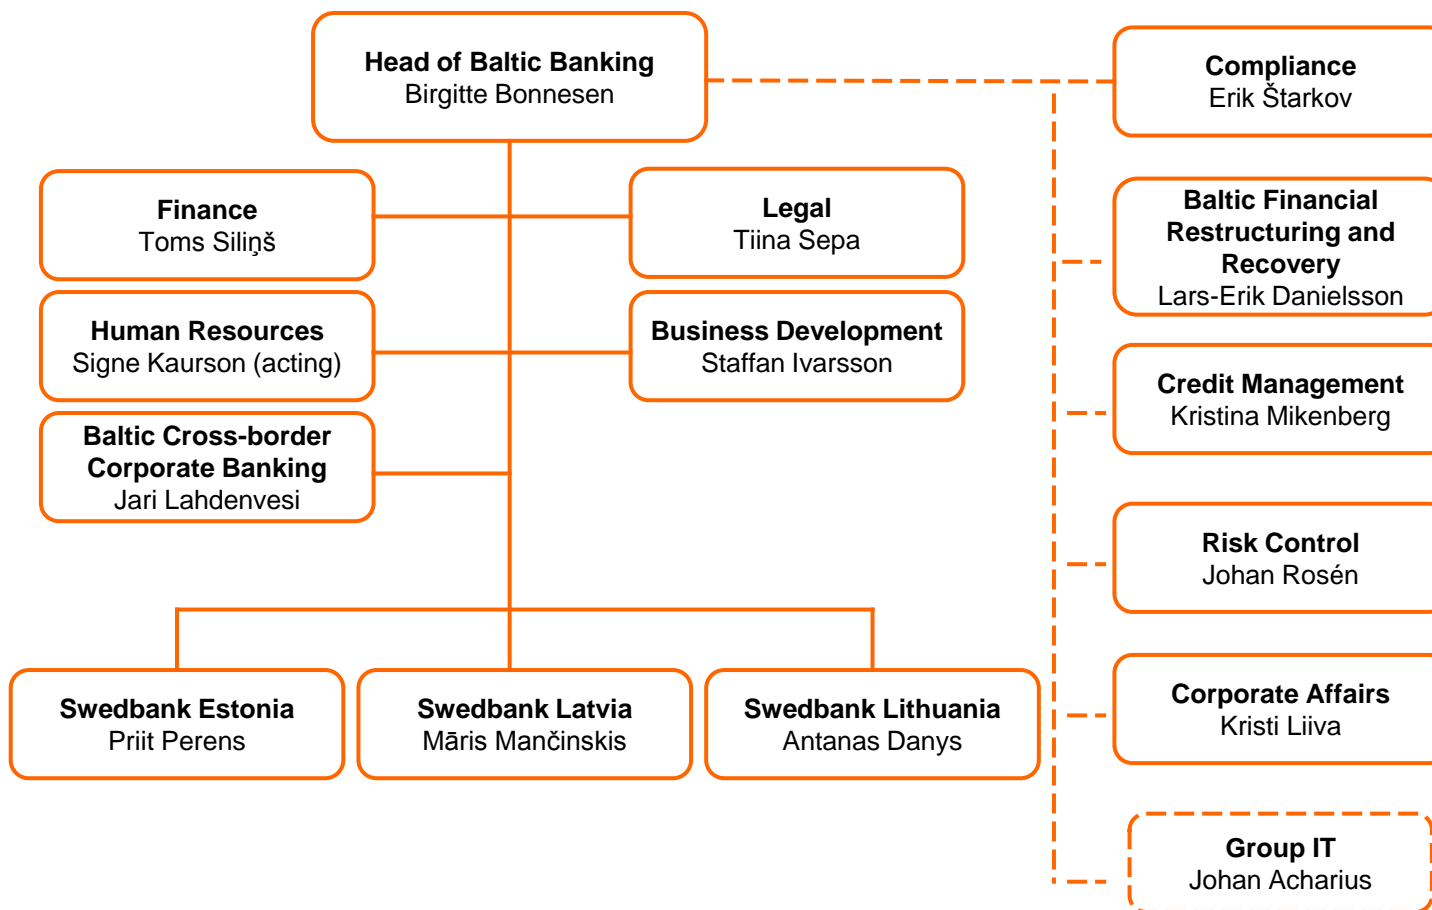 Head of Baltic Banking
Birgitte Bonnesen
Compliance
Erik Štarkov
Finance
Toms Siliņš
Legal
Tiina Sepa
Baltic Financial
Restructuring and
Recovery
Lars-Erik Danielsson
Human Resources
Signe Kaurson (acting)
Business Development
Staffan Ivarsson
Credit Management
Kristina Mikenberg
Baltic Cross-border
Corporate Banking
Jari Lahdenvesi
Risk Control
Johan Rosén
Swedbank Estonia
Priit Perens
Swedbank Latvia
Māris Mančinskis
Swedbank Lithuania
Antanas Danys
Corporate Affairs
Kristi Liiva
Group IT
Johan Acharius